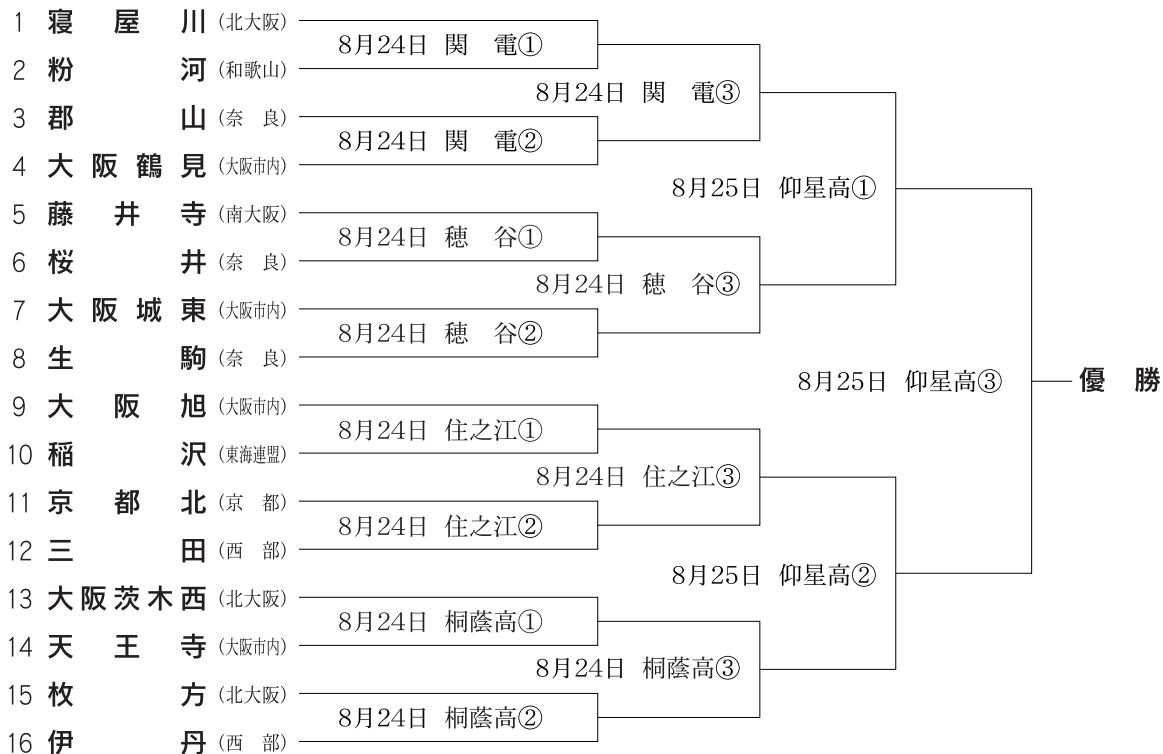 1 寝屋川 (北大阪)
8月24日 関 電①
2 粉河 (和歌山)
8月24日 関 電③
3 郡山 (奈 良)
8月24日 関 電②
4 大阪鶴見 (大阪市内)
8月25日 仰星高①
5 藤井寺 (南大阪)
8月24日 穂 谷①
6 桜井 (奈 良)
8月24日 穂 谷③
7 大阪城東 (大阪市内)
8月24日 穂 谷②
8 生駒 (奈 良)
8月25日 仰星高③
優 勝
9 大阪旭 (大阪市内)
8月24日 住之江①
10 稲沢 (東海連盟)
8月24日 住之江③
11 京都北 (京 都)
8月24日 住之江②
12 三田 (西 部)
8月25日 仰星高②
13 大阪茨木西 (北大阪)
8月24日 桐蔭高①
14 天王寺 (大阪市内)
8月24日 桐蔭高③
15 枚方 (北大阪)
8月24日 桐蔭高②
16 伊丹 (西 部)